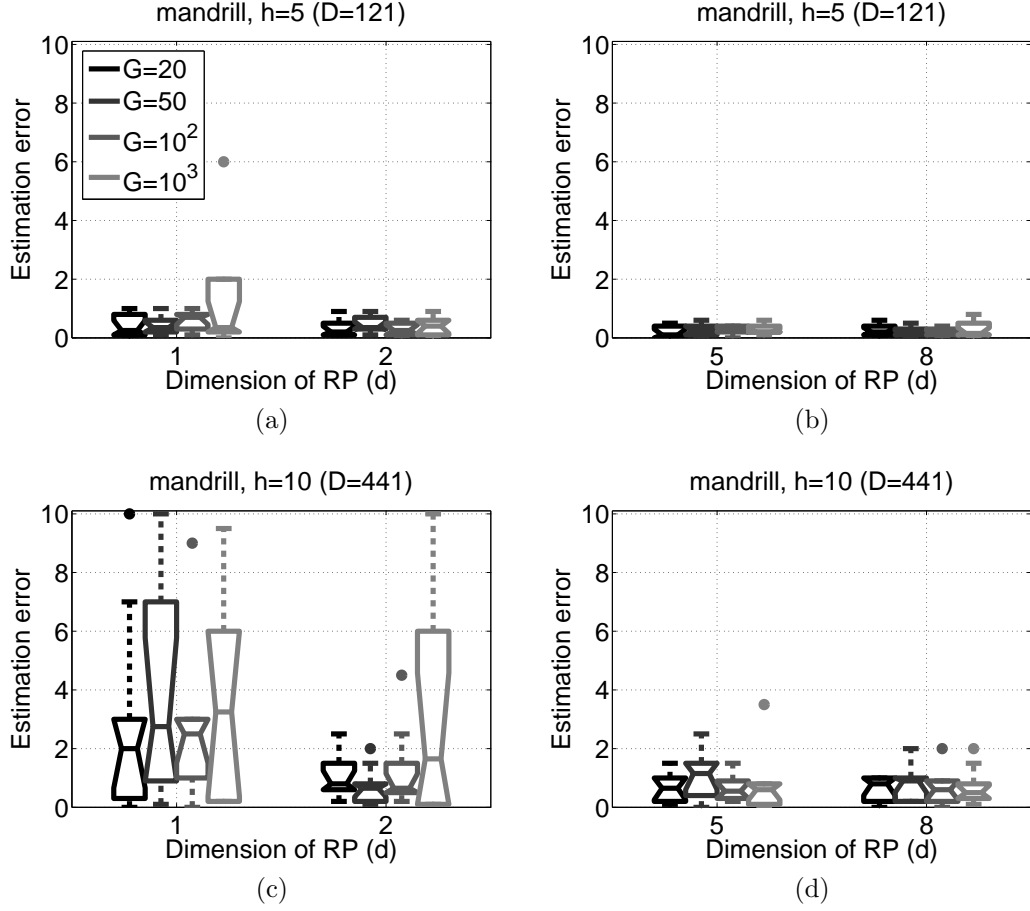 mandrill, h=5 (D=121)
10
8
6
4
2
0
Estimation error
G=20
G=50
G=10²
G=10³
1
2
Dimension of RP (d)
(a)
mandrill, h=5 (D=121)
10
8
6
4
2
0
Estimation error
5
8
Dimension of RP (d)
(b)
mandrill, h=10 (D=441)
10
8
6
4
2
0
Estimation error
1
2
Dimension of RP (d)
(c)
mandrill, h=10 (D=441)
10
8
6
4
2
0
Estimation error
5
8
Dimension of RP (d)
(d)